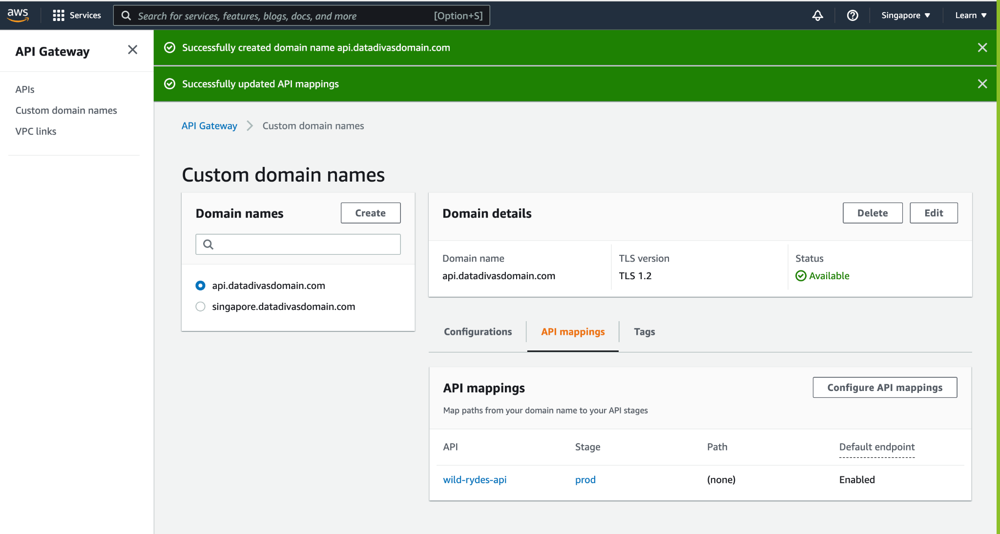 aws
Services
Search for services, features, blogs, docs, and more [Option+S]
Singapore
Learn
API Gateway
APIs
Custom domain names
VPC links
Successfully created domain name api.datadivasdomain.com
Successfully updated API mappings
API Gateway
Custom domain names
Custom domain names
Domain names
Create
api.datadivasdomain.com
singapore.datadivasdomain.com
Domain details
Delete
Edit
Domain name
api.datadivasdomain.com
TLS version
TLS 1.2
Status
Available
Configurations
API mappings
Tags
API mappings
Configure API mappings
Map paths from your domain name to your API stages
API Stage Path Default endpoint
wild-rydes-api prod (none) Enabled